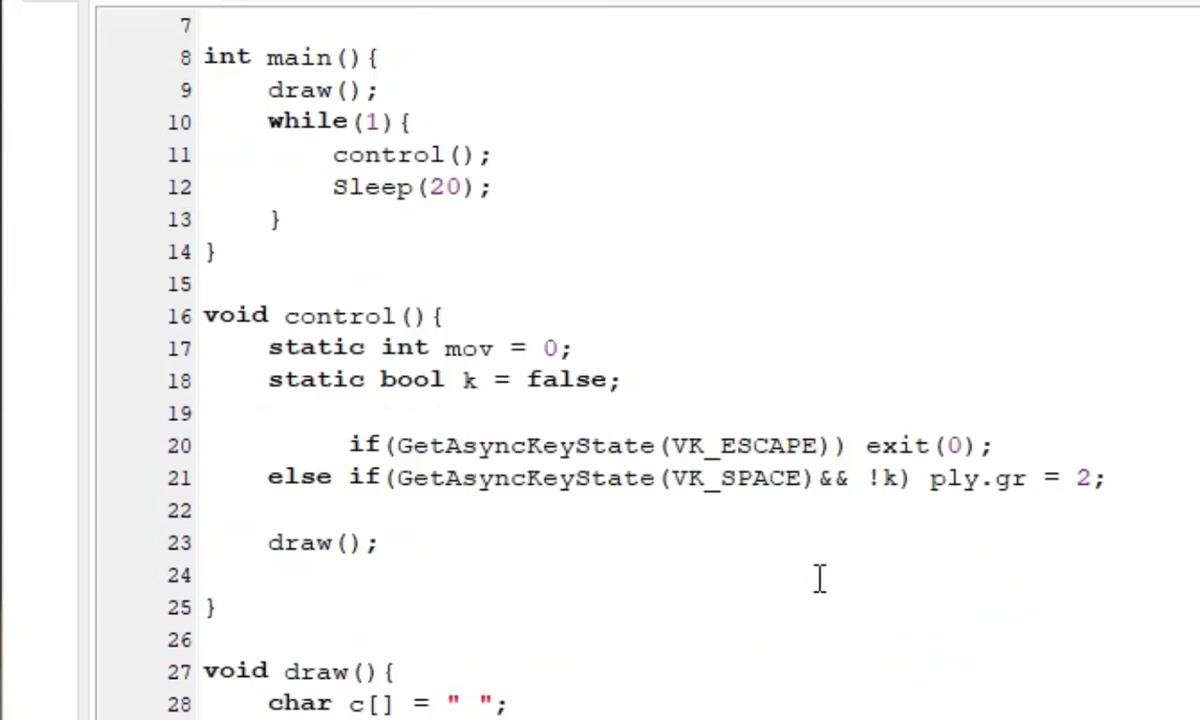 7
8 int main(){
9     draw();
10     while(1){
11         control();
12         Sleep(20);
13     }
14 }
15
16 void control(){
17     static int mov = 0;
18     static bool k = false;
19
20          if(GetAsyncKeyState(VK_ESCAPE)) exit(0);
21     else if(GetAsyncKeyState(VK_SPACE)&& !k) ply.gr = 2;
22
23     draw();
24
25 }
26
27 void draw(){
28     char c[] = " ";